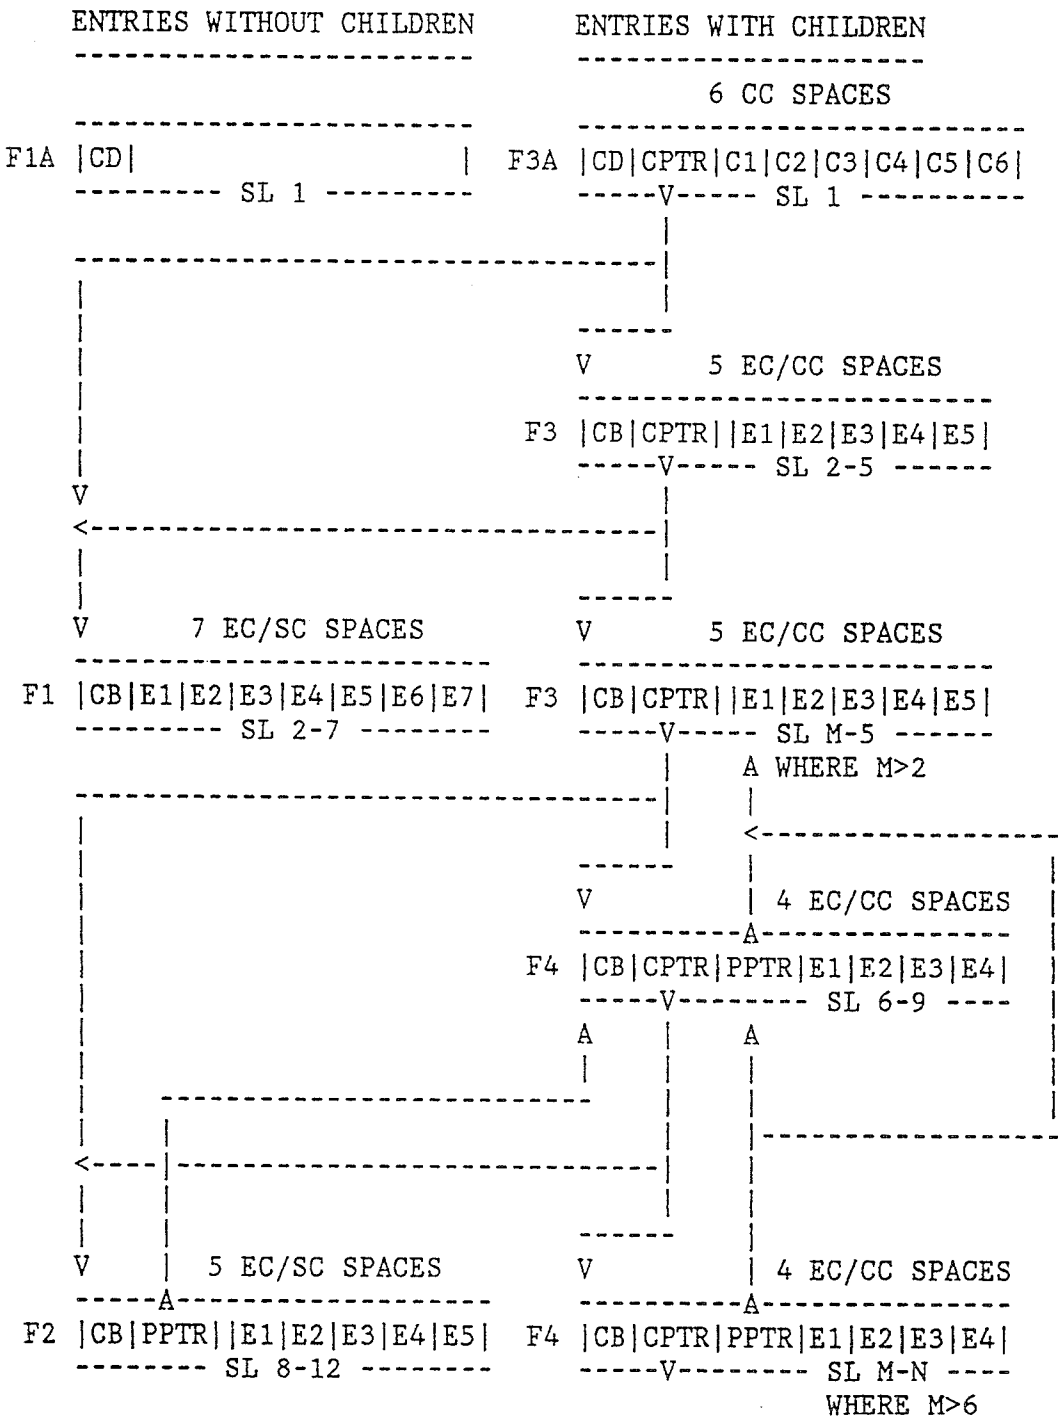 ENTRIES WITHOUT CHILDREN ENTRIES WITH CHILDREN
6 CC SPACES
F1A |CD| | F3A |CD|CPTR|C1|C2|C3|C4|C5|C6|
SL 1 SL 1
V
V 5 EC/CC SPACES
F3 |CB|CPTR||E1|E2|E3|E4|E5|
V SL 2-5
V
V 7 EC/SC SPACES V 5 EC/CC SPACES
F1 |CB|E1|E2|E3|E4|E5|E6|E7| F3 |CB|CPTR||E1|E2|E3|E4|E5|
SL 2-7 V SL M-5
A WHERE M>2
V 4 EC/CC SPACES
A
F4 |CB|CPTR|PPTR|E1|E2|E3|E4|
V SL 6-9
A A
V 5 EC/SC SPACES V 4 EC/CC SPACES
A A
F2 |CB|PPTR||E1|E2|E3|E4|E5| F4 |CB|CPTR|PPTR|E1|E2|E3|E4|
SL 8-12 V SL M-N
WHERE M>6